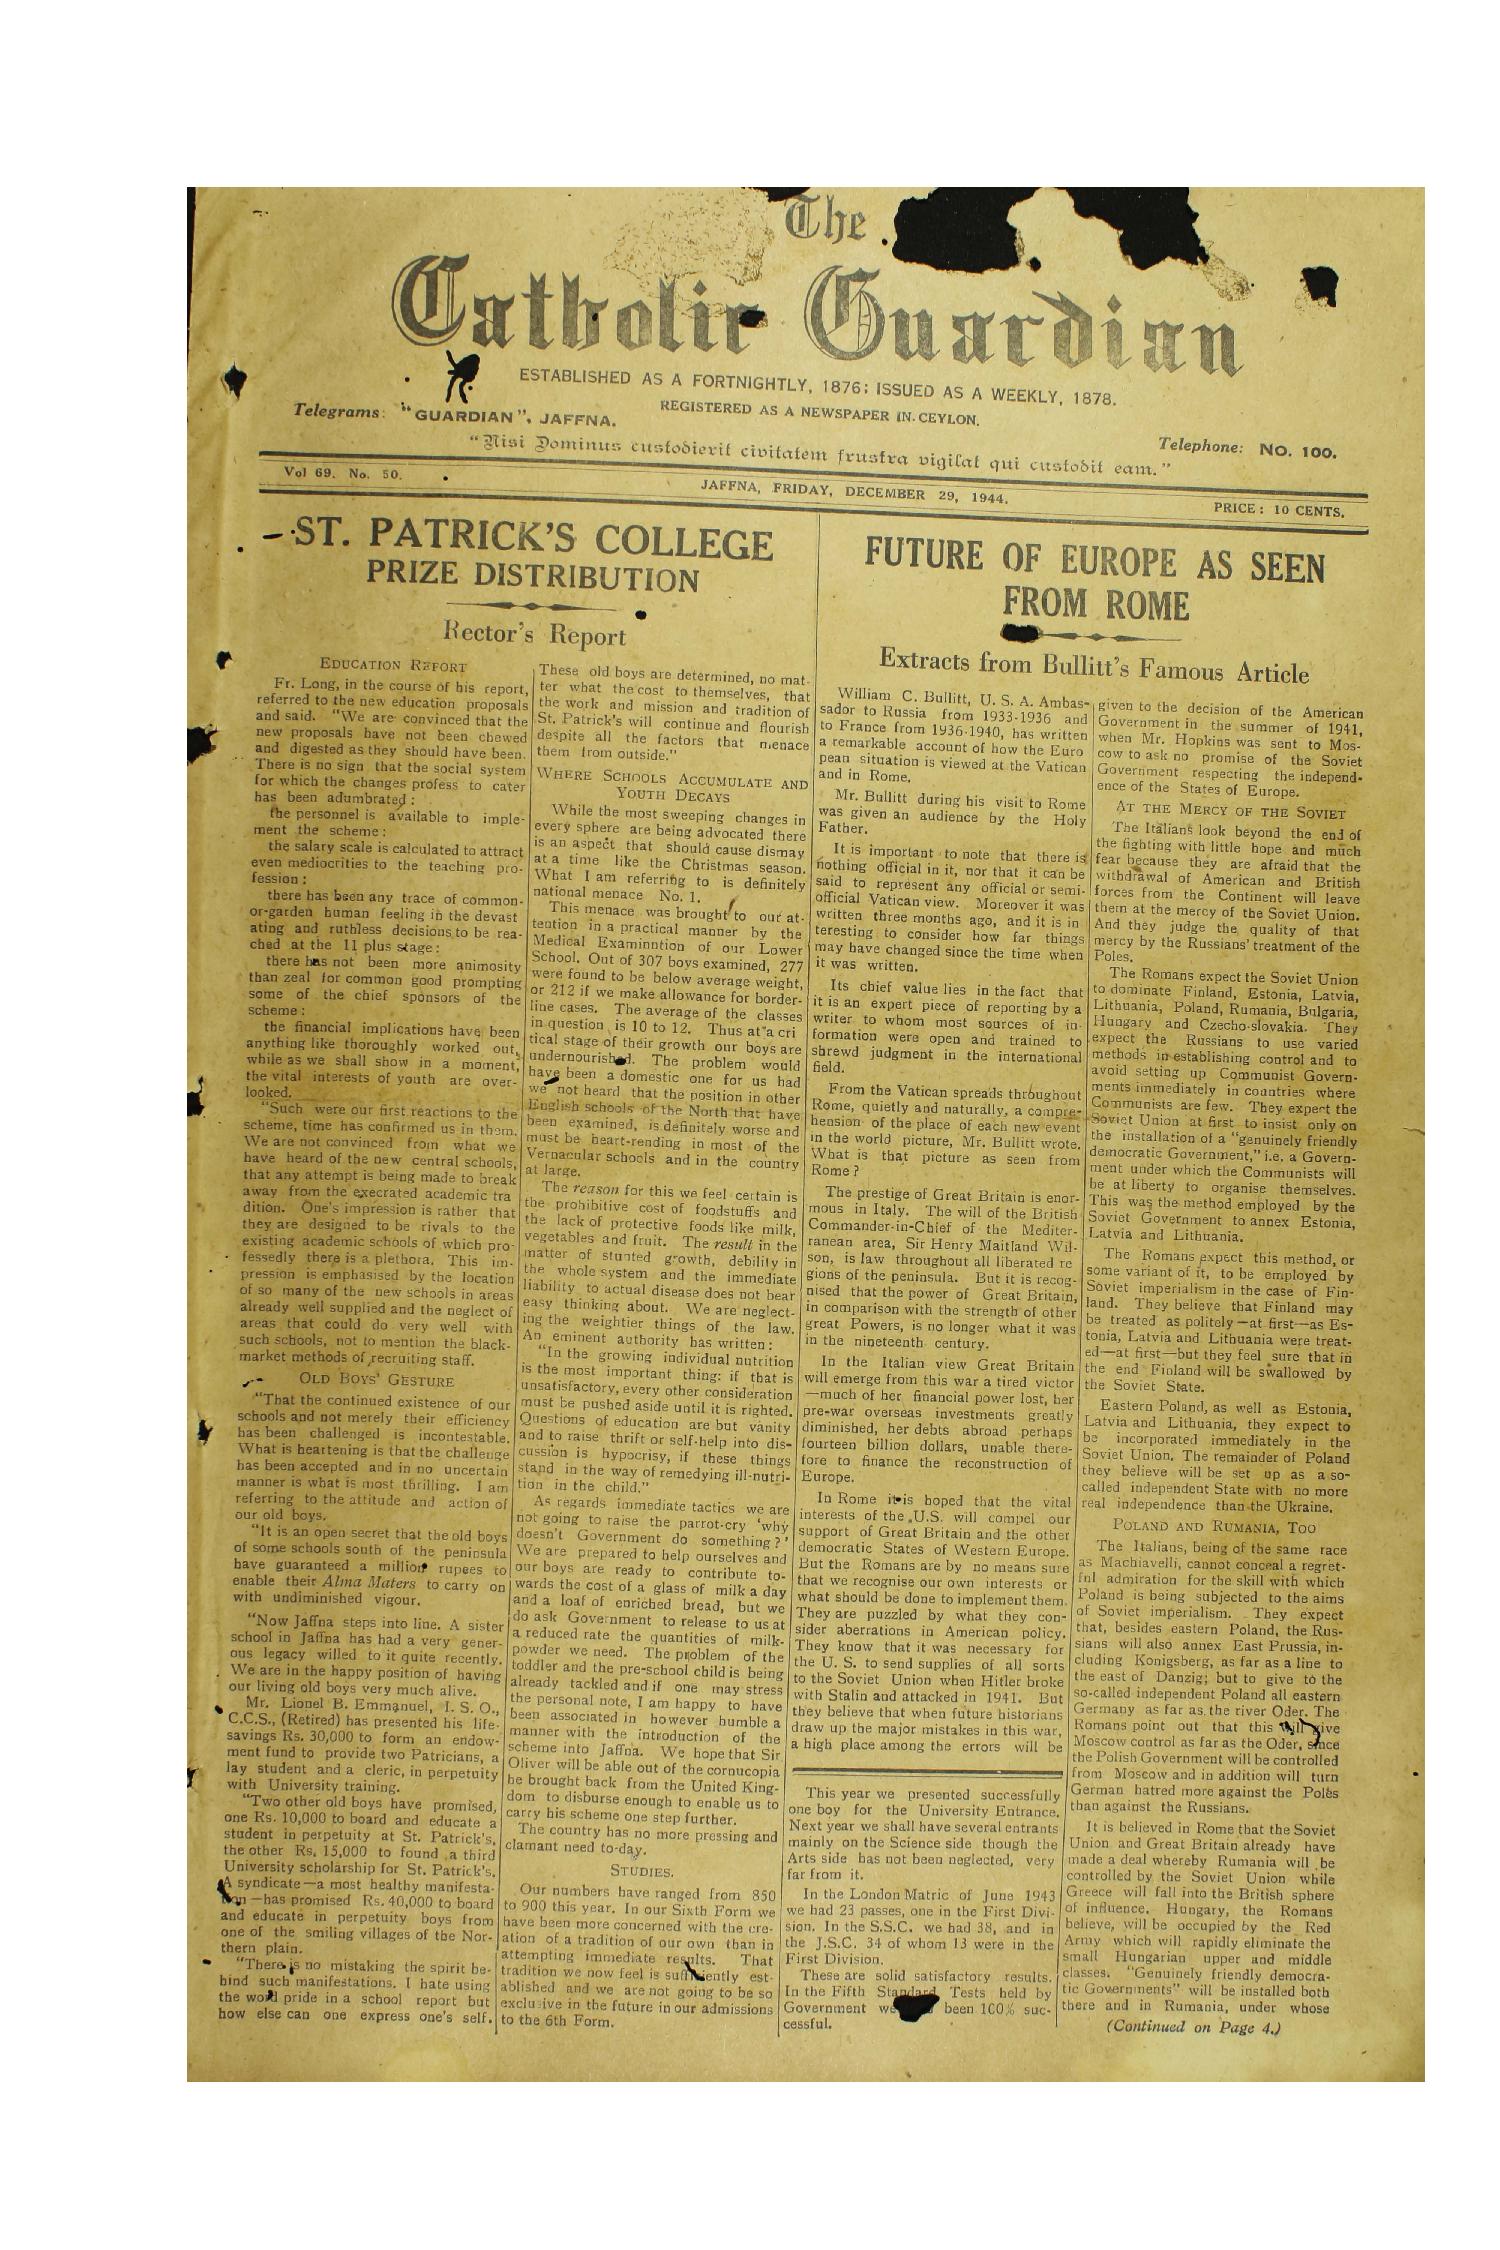 The
Catholic Guardian
ESTABLISHED AS A FORTNIGHTLY, 1876; ISSUED AS A WEEKLY, 1878.
REGISTERED AS A NEWSPAPER IN CEYLON.
Telegrams: "GUARDIAN", JAFFNA.
Telephone: NO. 100.
"Nisi Dominus custodierit civitatem frustra vigilat qui custodit eam."
Vol 69. No. 50.
JAFFNA, FRIDAY, DECEMBER 29, 1944.
PRICE: 10 CENTS.
ST. PATRICK'S COLLEGE
PRIZE DISTRIBUTION
Rector's Report
EDUCATION REPORT
Fr. Long, in the course of his report,
referred to the new education proposals
and said. "We are convinced that the
new proposals have not been chewed
and digested as they should have been.
There is no sign that the social system
for which the changes profess to cater
has been adumbrated:
the personnel is available to imple-
ment the scheme:
the salary scale is calculated to attract
even mediocrities to the teaching pro-
fession:
there has been any trace of common-
or-garden human feeling in the devast
ating and ruthless decisions to be rea-
ched at the 11 plus stage:
there has not been more animosity
than zeal for common good prompting
some of the chief sponsors of the
scheme:
the financial implications have been
anything like thoroughly worked out,
while as we shall show in a moment,
the vital interests of youth are over-
looked.
"Such were our first reactions to the
scheme, time has confirmed us in them.
We are not convinced from what we
have heard of the new central schools,
that any attempt is being made to break
away from the execrated academic tra
dition. One's impression is rather that
they are designed to be rivals to the
existing academic schools of which pro-
fessedly there is a plethora. This im-
pression is emphasised by the location
of so many of the new schools in areas
already well supplied and the neglect of
areas that could do very well with
such schools, not to mention the black-
market methods of recruiting staff.
OLD BOYS' GESTURE
"That the continued existence of our
schools and not merely their efficiency
has been challenged is incontestable.
What is heartening is that the challenge
has been accepted and in no uncertain
manner is what is most thrilling. I am
referring to the attitude and action of
our old boys.
"It is an open secret that the old boys
of some schools south of the peninsula
have guaranteed a million rupees to
enable their Alma Maters to carry on
with undiminished vigour.
"Now Jaffna steps into line. A sister
school in Jaffna has had a very gener-
ous legacy willed to it quite recently.
We are in the happy position of having
our living old boys very much alive.
Mr. Lionel B. Emmanuel, I. S. O.,
C.C.S., (Retired) has presented his life-
savings Rs. 30,000 to form an endow-
ment fund to provide two Patricians, a
lay student and a cleric, in perpetuity
with University training.
"Two other old boys have promised,
one Rs. 10,000 to board and educate a
student in perpetuity at St. Patrick's,
the other Rs. 15,000 to found a third
University scholarship for St. Patrick's.
A syndicate—a most healthy manifesta-
tion—has promised Rs. 40,000 to board
and educate in perpetuity boys from
one of the smiling villages of the Nor-
thern plain.
"There is no mistaking the spirit be-
hind such manifestations. I hate using
the word pride in a school report but
how else can one express one's self.
These old boys are determined, no mat-
ter what the cost to themselves, that
the work and mission and tradition of
St. Patrick's will continue and flourish
despite all the factors that menace
them from outside."
WHERE SCHOOLS ACCUMULATE AND
YOUTH DECAYS
While the most sweeping changes in
every sphere are being advocated there
is an aspect that should cause dismay
at a time like the Christmas season.
What I am referring to is definitely
national menace No. 1.
This menace was brought to our at-
tention in a practical manner by the
Medical Examinntion of our Lower
School. Out of 307 boys examined, 277
were found to be below average weight,
or 212 if we make allowance for border-
line cases. The average of the classes
in question is 10 to 12. Thus at a cri
tical stage of their growth our boys are
undernourished. The problem would
have been a domestic one for us had
we not heard that the position in other
English schools of the North that have
been examined, is definitely worse and
must be heart-rending in most of the
Vernacular schools and in the country
at large.
The reason for this we feel certain is
the prohibitive cost of foodstuffs and
the lack of protective foods like milk,
vegetables and fruit. The result in the
matter of stunted growth, debility in
the whole system and the immediate
liability to actual disease does not bear
easy thinking about. We are neglect-
ing the weightier things of the law.
An eminent authority has written:
"In the growing individual nutrition
is the most important thing: if that is
unsatisfactory, every other consideration
must be pushed aside until it is righted.
Questions of education are but vanity
and to raise thrift or self-help into dis-
cussion is hypocrisy, if these things
stand in the way of remedying ill-nutri-
tion in the child."
As regards immediate tactics we are
not going to raise the parrot-cry 'why
doesn't Government do something?'
We are prepared to help ourselves and
our boys are ready to contribute to-
wards the cost of a glass of milk a day
and a loaf of enriched bread, but we
do ask Government to release to us at
a reduced rate the quantities of milk-
powder we need. The problem of the
toddler and the pre-school child is being
already tackled and if one may stress
the personal note, I am happy to have
been associated in however humble a
manner with the introduction of the
scheme into Jaffna. We hope that Sir
Oliver will be able out of the cornucopia
he brought back from the United King-
dom to disburse enough to enable us to
carry his scheme one step further.
The country has no more pressing and
clamant need to-day.
STUDIES.
Our numbers have ranged from 850
to 900 this year. In our Sixth Form we
have been more concerned with the cre-
ation of a tradition of our own than in
attempting immediate results. That
tradition we now feel is sufficiently est-
ablished and we are not going to be so
exclusive in the future in our admissions
to the 6th Form.
This year we presented successfully
one boy for the University Entrance.
Next year we shall have several entrants
mainly on the Science side though the
Arts side has not been neglected, very
far from it.
In the London Matric of June 1943
we had 23 passes, one in the First Divi-
sion. In the S.S.C. we had 38, and in
the J.S.C. 34 of whom 13 were in the
First Division.
These are solid satisfactory results.
In the Fifth Standard Tests held by
Government we been 100% suc-
cessful.
FUTURE OF EUROPE AS SEEN
FROM ROME
Extracts from Bullitt's Famous Article
William C. Bullitt, U. S. A. Ambas-
sador to Russia from 1933-1936 and
to France from 1936-1940, has written
a remarkable account of how the Euro
pean situation is viewed at the Vatican
and in Rome.
Mr. Bullitt during his visit to Rome
was given an audience by the Holy
Father.
It is important to note that there is
nothing official in it, nor that it can be
said to represent any official or semi-
official Vatican view. Moreover it was
written three months ago, and it is in
teresting to consider how far things
may have changed since the time when
it was written.
Its chief value lies in the fact that
it is an expert piece of reporting by a
writer to whom most sources of in-
formation were open and trained to
shrewd judgment in the international
field.
From the Vatican spreads throughout
Rome, quietly and naturally, a compre-
hension of the place of each new event
in the world picture, Mr. Bullitt wrote.
What is that picture as seen from
Rome?
The prestige of Great Britain is enor-
mous in Italy. The will of the British
Commander-in-Chief of the Mediter-
ranean area, Sir Henry Maitland Wil-
son, is law throughout all liberated re
gions of the peninsula. But it is recog-
nised that the power of Great Britain,
in comparison with the strength of other
great Powers, is no longer what it was
in the nineteenth century.
In the Italian view Great Britain
will emerge from this war a tired victor
—much of her financial power lost, her
pre-war overseas investments greatly
diminished, her debts abroad perhaps
fourteen billion dollars, unable there-
fore to finance the reconstruction of
Europe.
In Rome it is hoped that the vital
interests of the U.S. will compel our
support of Great Britain and the other
democratic States of Western Europe.
But the Romans are by no means sure
that we recognise our own interests or
what should be done to implement them.
They are puzzled by what they con-
sider aberrations in American policy.
They know that it was necessary for
the U. S. to send supplies of all sorts
to the Soviet Union when Hitler broke
with Stalin and attacked in 1941. But
they believe that when future historians
draw up the major mistakes in this war,
a high place among the errors will be
given to the decision of the American
Government in the summer of 1941,
when Mr. Hopkins was sent to Mos-
cow to ask no promise of the Soviet
Government respecting the independ-
ence of the States of Europe.
AT THE MERCY OF THE SOVIET
The Italians look beyond the end of
the fighting with little hope and much
fear because they are afraid that the
withdrawal of American and British
forces from the Continent will leave
them at the mercy of the Soviet Union.
And they judge the quality of that
mercy by the Russians' treatment of the
Poles.
The Romans expect the Soviet Union
to dominate Finland, Estonia, Latvia,
Lithuania, Poland, Rumania, Bulgaria,
Hungary and Czecho-slovakia. They
expect the Russians to use varied
methods in establishing control and to
avoid setting up Communist Govern-
ments immediately in countries where
Communists are few. They expect the
Soviet Union at first to insist only on
the installation of a "genuinely friendly
democratic Government," i.e. a Govern-
ment under which the Communists will
be at liberty to organise themselves.
This was the method employed by the
Soviet Government to annex Estonia,
Latvia and Lithuania.
The Romans expect this method, or
some variant of it, to be employed by
Soviet imperialism in the case of Fin-
land. They believe that Finland may
be treated as politely—at first—as Es-
tonia, Latvia and Lithuania were treat-
ed—at first—but they feel sure that in
the end Finland will be swallowed by
the Soviet State.
Eastern Poland, as well as Estonia,
Latvia and Lithuania, they expect to
be incorporated immediately in the
Soviet Union. The remainder of Poland
they believe will be set up as a so-
called independent State with no more
real independence than the Ukraine.
POLAND AND RUMANIA, TOO
The Italians, being of the same race
as Machiavelli, cannot conceal a regret-
ful admiration for the skill with which
Poland is being subjected to the aims
of Soviet imperialism. They expect
that, besides eastern Poland, the Rus-
sians will also annex East Prussia, in-
cluding Konigsberg, as far as a line to
the east of Danzig; but to give to the
so-called independent Poland all eastern
Germany as far as the river Oder. The
Romans point out that this will give
Moscow control as far as the Oder, since
the Polish Government will be controlled
from Moscow and in addition will turn
German hatred more against the Poles
than against the Russians.
It is believed in Rome that the Soviet
Union and Great Britain already have
made a deal whereby Rumania will be
controlled by the Soviet Union while
Greece will fall into the British sphere
of influence. Hungary, the Romans
believe, will be occupied by the Red
Army which will rapidly eliminate the
small Hungarian upper and middle
classes. "Genuinely friendly democra-
tic Governments" will be installed both
there and in Rumania, under whose
(Continued on Page 4.)